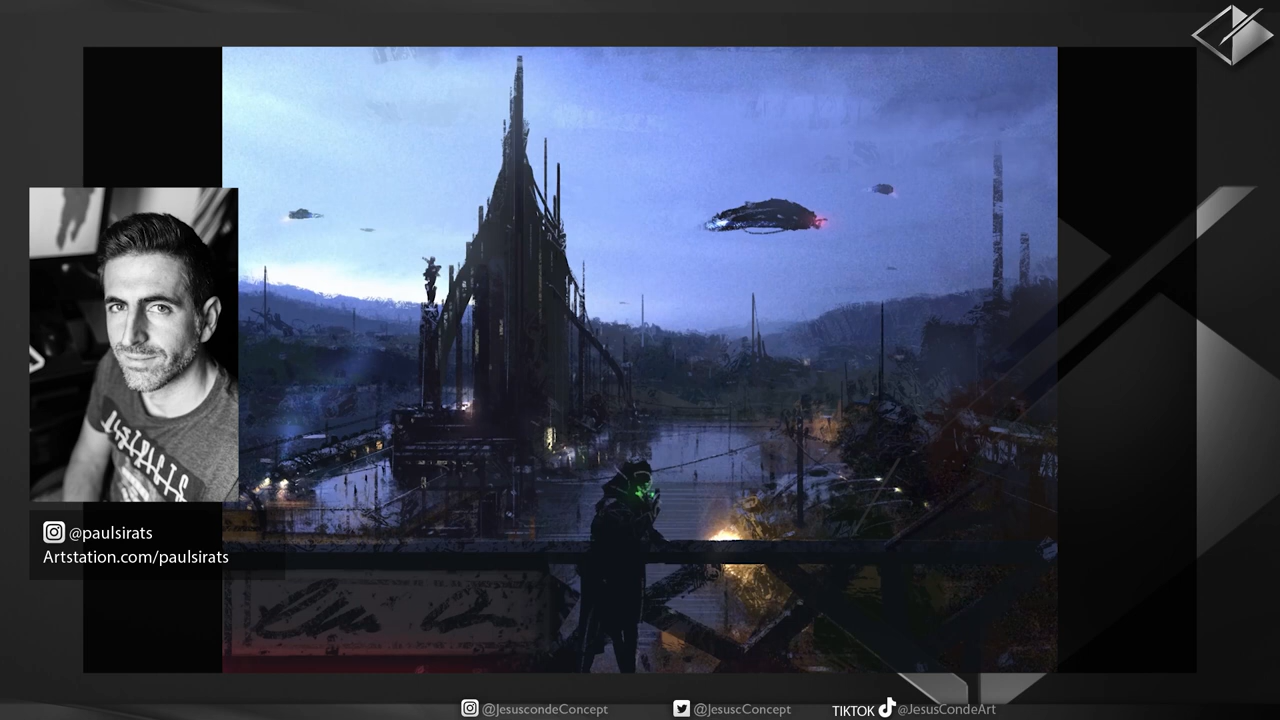 @paulsirats
Artstation.com/paulsirats
@JesuscondeConcept
@JesuscConcept
TIKTOK @JesusCondeArt